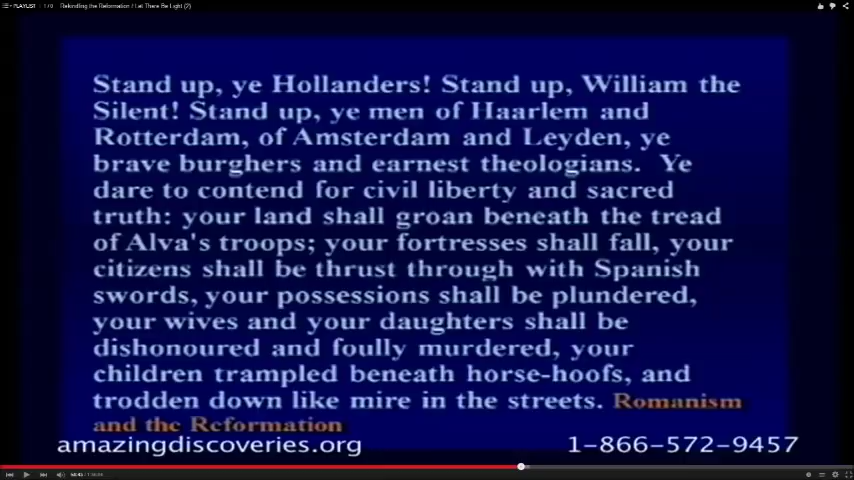 PLAYLIST
Rekindling the Reformation / Let There Be Light (2)
Stand up, ye Hollanders! Stand up, William the
Silent! Stand up, ye men of Haarlem and
Rotterdam, of Amsterdam and Leyden, ye
brave burghers and earnest theologians. Ye
dare to contend for civil liberty and sacred
truth: your land shall groan beneath the tread
of Alva's troops; your fortresses shall fall, your
citizens shall be thrust through with Spanish
swords, your possessions shall be plundered,
your wives and your daughters shall be
dishonoured and foully murdered, your
children trampled beneath horse-hoofs, and
trodden down like mire in the streets. Romanism
and the Reformation
amazingdiscoveries.org 1-866-572-9457